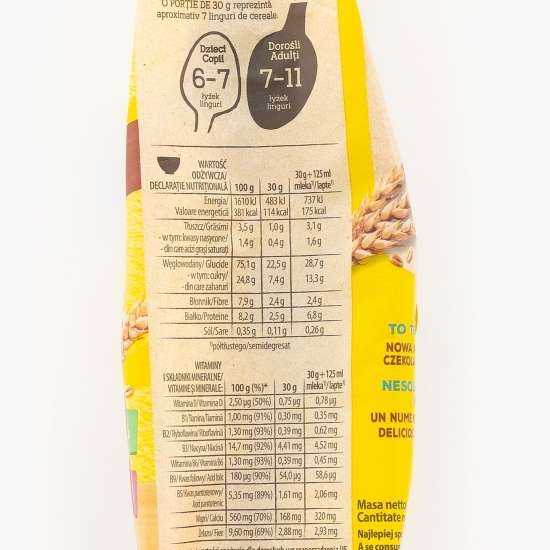 O PORȚIE DE 30 g reprezintă
aproximativ 7 linguri de cereale.
Dzieci
Copii
6-7
łyżek
linguri
Dorośli
Adulți
7-11
łyżek
linguri
WARTOŚĆ
ODŻYWCZA/
DECLARAȚIE NUTRIȚIONALĂ 100 g 30 g 30 g + 125 ml mleka¹⁾/lapte¹⁾
Energia/ 1610 kJ 483 kJ 737 kJ
Valoare energetică 381 kcal 114 kcal 175 kcal
Tłuszcz/Grăsimi 3,5 g 1,0 g 3,1 g
- w tym: kwasy nasycone/
- din care acizi grași saturați 1,4 g 0,4 g 1,6 g
Węglowodany/ Glucide 75,1 g 22,5 g 28,7 g
- w tym: cukry/
- din care zaharuri 24,8 g 7,4 g 13,3 g
Błonnik/Fibre 7,9 g 2,4 g 2,4 g
Białko/Proteine 8,2 g 2,5 g 6,8 g
Sól/Sare 0,35 g 0,11 g 0,26 g
¹⁾półtłustego/semidegresat
WITAMINY
I SKŁADNIKI MINERALNE/
VITAMINE ȘI MINERALE: 100 g (%)* 30 g 30 g + 125 ml mleka¹⁾/lapte¹⁾
Witamina D/ Vitamina D 2,50 µg (50%) 0,75 µg 0,78 µg
B1/Tiamina/Tiamină 1,00 mg (91%) 0,30 mg 0,35 mg
B2/ Ryboflawina/ Riboflavină 1,30 mg (93%) 0,39 mg 0,62 mg
B3/ Niacyna/ Niacină 14,7 mg (92%) 4,41 mg 4,52 mg
Witamina B6/ Vitamina B6 1,30 mg (93%) 0,39 mg 0,45 mg
B9/ Kwas foliowy/ Acid folic 180 µg (90%) 54,0 µg 58,6 µg
B5/ Kwas pantotenowy/
Acid pantotenic 5,35 mg (89%) 1,61 mg 2,06 mg
Wapń/ Calciu 560 mg (70%) 168 mg 320 mg
Żelazo/ Fier 9,60 mg (69%) 2,88 mg 2,93 mg
TO
NOWA
CZEKOL
NESQU
UN NUME
DELICIOS
Masa netto
Cantitate
Najlepiej
A se consu